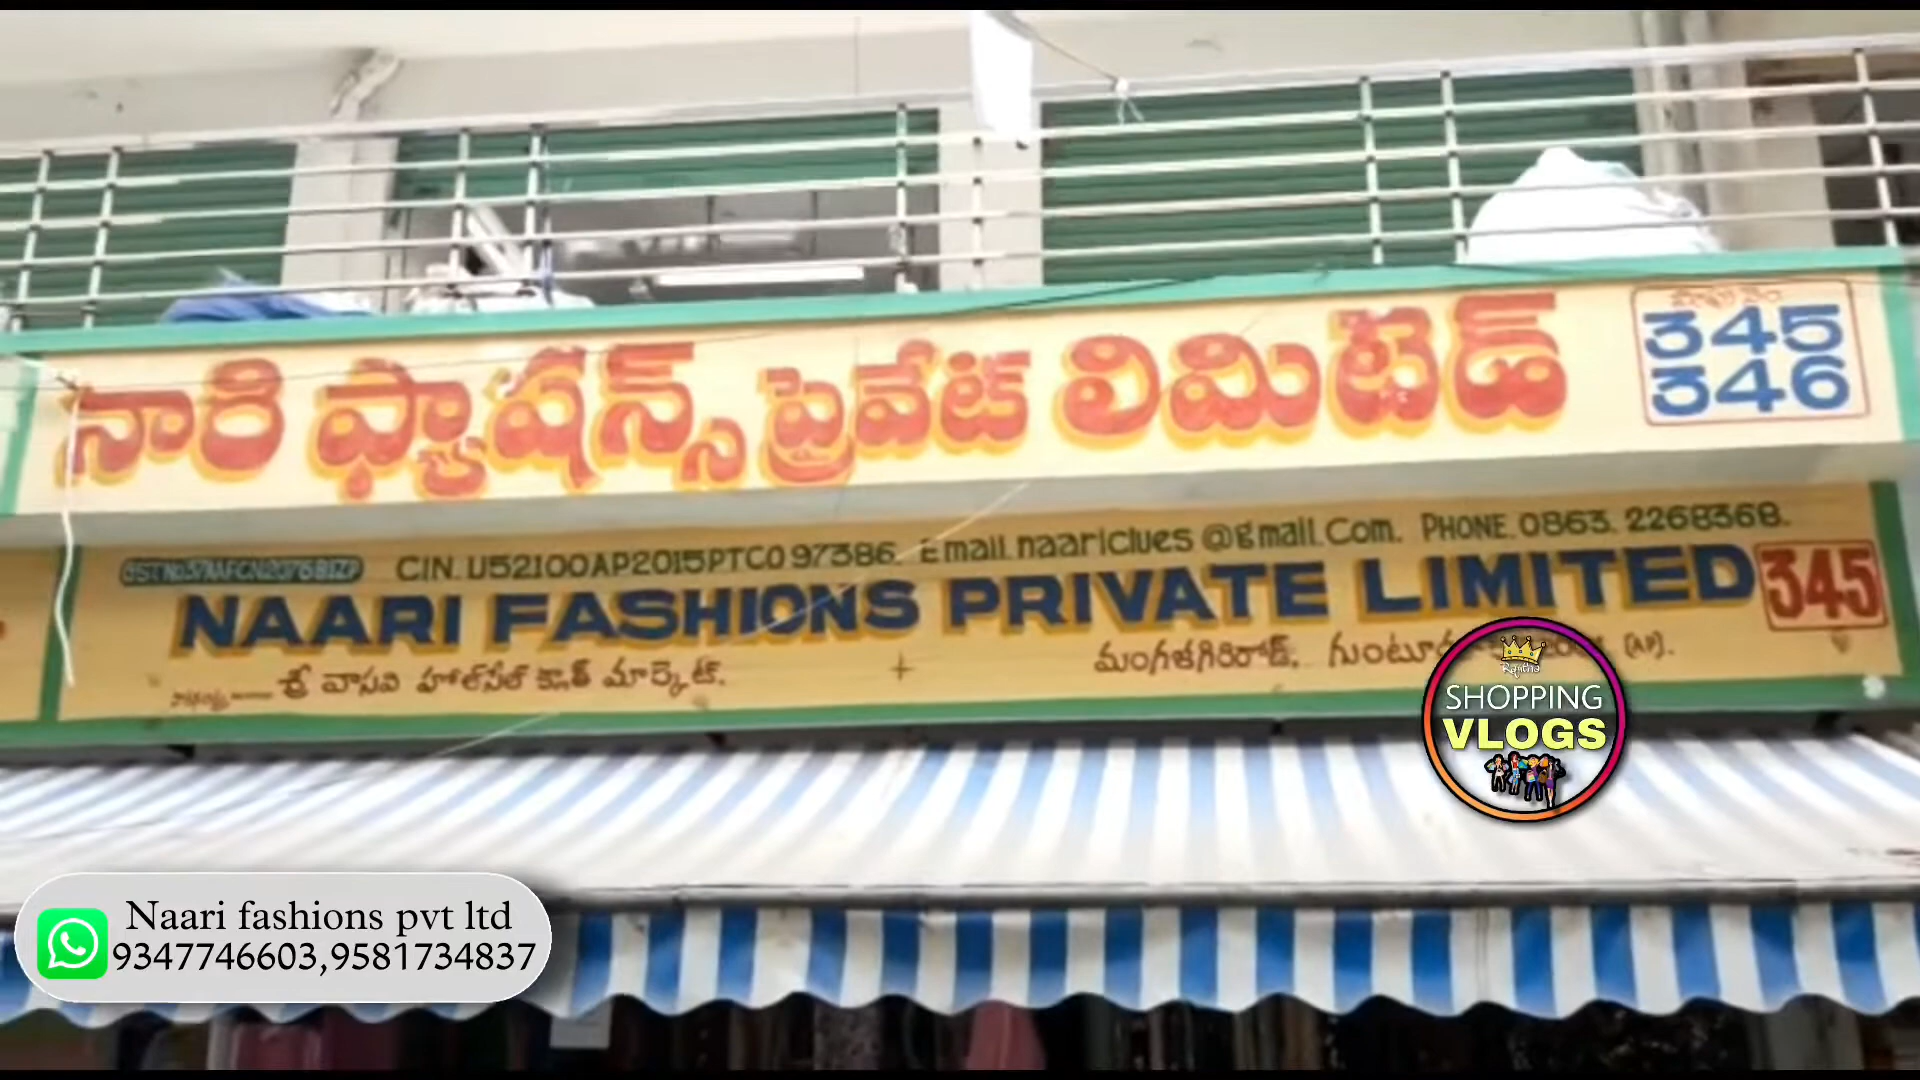 నారి ఫ్యాషన్స్ ప్రైవేట్ లిమిటెడ్
345
346
CIN.U52100AP2015PTC097386. Email.naariclues@gmail.Com. PHONE.0863.2268368.
NAARI FASHIONS PRIVATE LIMITED 345
శ్రీ వాసవి హోల్‌సేల్ క్లాత్ మార్కెట్. మంగళగిరిరోడ్, (AP).
SHOPPING
VLOGS
Naari fashions pvt ltd
9347746603,9581734837